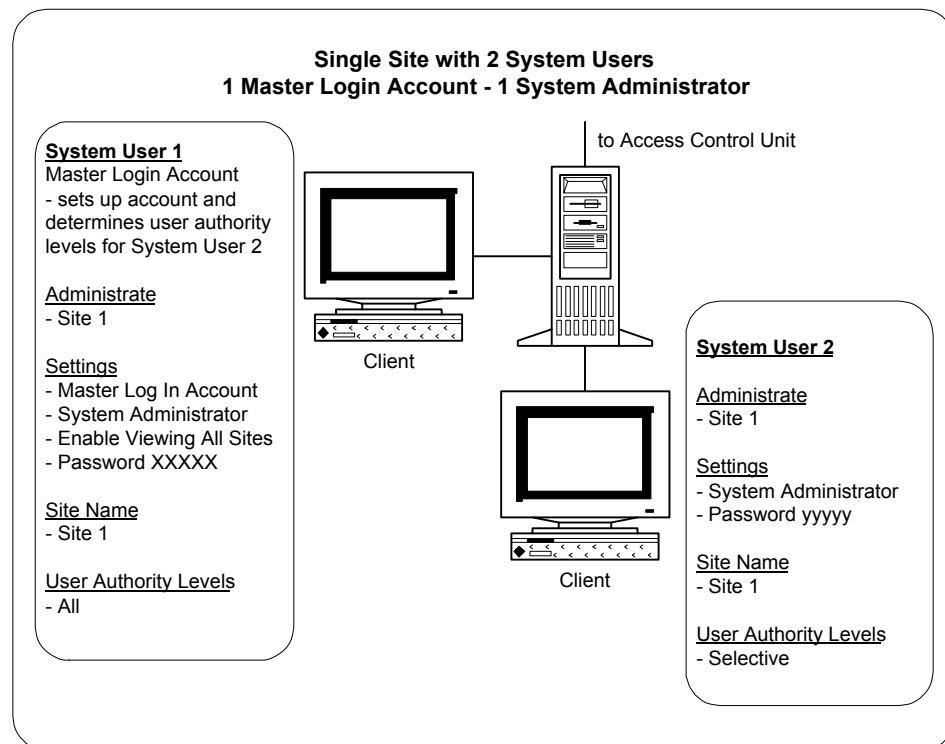 Single Site with 2 System Users
1 Master Login Account - 1 System Administrator
to Access Control Unit
System User 1
Master Login Account
- sets up account and
determines user authority
levels for System User 2
Administrate
- Site 1
Settings
- Master Log In Account
- System Administrator
- Enable Viewing All Sites
- Password XXXXX
Site Name
- Site 1
User Authority Levels
- All
Client
System User 2
Administrate
- Site 1
Settings
- System Administrator
- Password yyyyy
Site Name
- Site 1
User Authority Levels
- Selective
Client